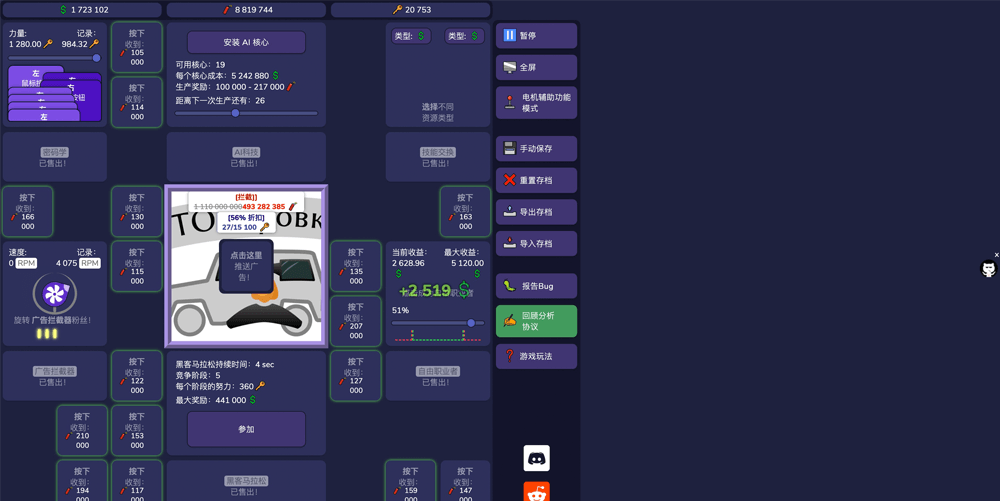 1 723 102
8 819 744
20 753
力量:
记录:
1 280.00
984.32
左
鼠标
右
左
左
按下
收到:
105
000
按下
收到:
114
000
安装 AI 核心
可用核心: 19
每个核心成本: 5 242 880
生产奖励: 100 000 - 217 000
距离下一次生产还有: 26
类型:
类型:
选择不同
资源类型
密码学
已售出!
AI科技
已售出!
技能交换
已售出!
按下
收到:
166
000
按下
收到:
130
000
[拦截]
1 110 000 000 493 282 385
[56% 折扣]
27/15 100
点击这里
推送广
告!
按下
收到:
163
000
速度:
记录:
0 RPM
4 075 RPM
旋转 广告拦截器粉丝!
按下
收到:
115
000
按下
收到:
135
000
按下
收到:
207
000
当前收益:
最大收益:
2 628.96
5 120.00
+2 519
51%
广告拦截器
已售出!
按下
收到:
122
000
黑客马拉松持续时间: 4 sec
竞争阶段: 5
每个阶段的努力: 360
最大奖励: 441 000
参加
按下
收到:
127
000
自由职业者
已售出!
按下
收到:
210
000
按下
收到:
153
000
按下
收到:
194
000
按下
收到:
117
000
黑客马拉松
已售出!
按下
收到:
159
000
按下
收到:
147
000
暂停
全屏
电机辅助功能
模式
手动保存
重置存档
导出存档
导入存档
报告Bug
回顾分析
协议
游戏玩法
x